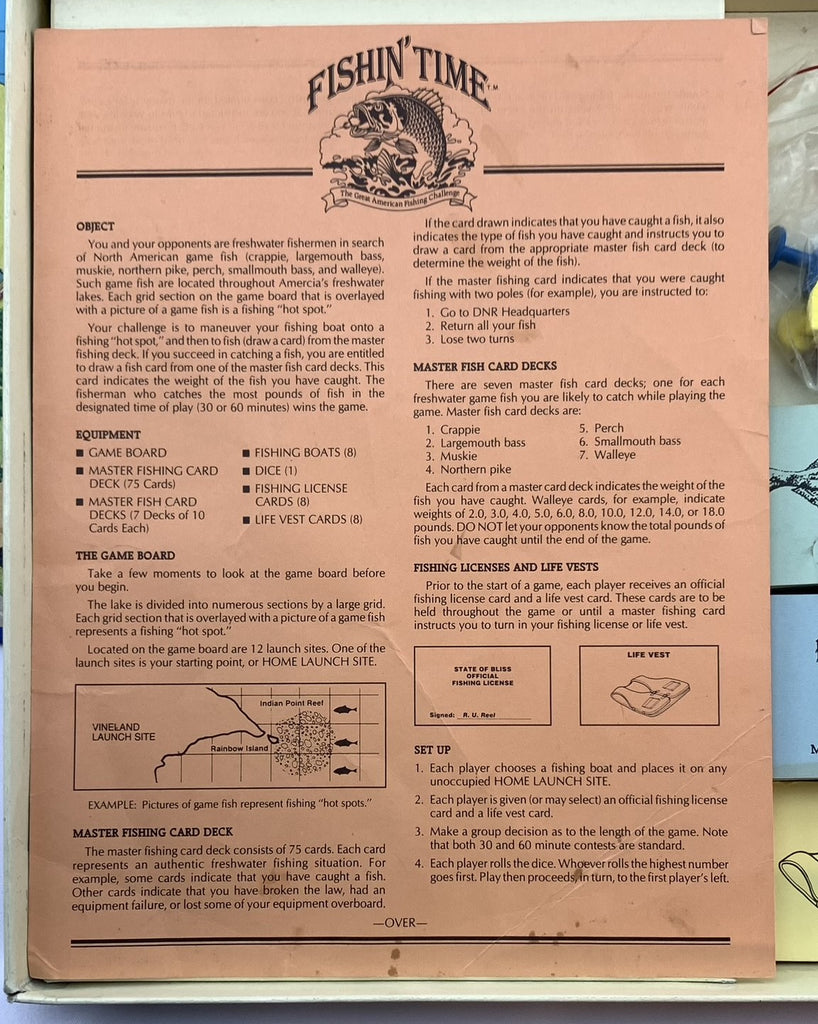 FISHIN' TIME T.M.
The Great American Fishing Challenge
OBJECT
You and your opponents are freshwater fishermen in search
of North American game fish (crappie, largemouth bass,
muskie, northern pike, perch, smallmouth bass, and walleye).
Such game fish are located throughout Amercia's freshwater
lakes. Each grid section on the game board that is overlayed
with a picture of a game fish is a fishing "hot spot."
Your challenge is to maneuver your fishing boat onto a
fishing "hot spot," and then to fish (draw a card) from the master
fishing deck. If you succeed in catching a fish, you are entitled
to draw a fish card from one of the master fish card decks. This
card indicates the weight of the fish you have caught. The
fisherman who catches the most pounds of fish in the
designated time of play (30 or 60 minutes) wins the game.
EQUIPMENT
■ GAME BOARD
■ MASTER FISHING CARD
DECK (75 Cards)
■ MASTER FISH CARD
DECKS (7 Decks of 10
Cards Each)
■ FISHING BOATS (8)
■ DICE (1)
■ FISHING LICENSE
CARDS (8)
■ LIFE VEST CARDS (8)
THE GAME BOARD
Take a few moments to look at the game board before
you begin.
The lake is divided into numerous sections by a large grid.
Each grid section that is overlayed with a picture of a game fish
represents a fishing "hot spot."
Located on the game board are 12 launch sites. One of the
launch sites is your starting point, or HOME LAUNCH SITE.
VINELAND
LAUNCH SITE
Indian Point Reef
Rainbow Island
EXAMPLE: Pictures of game fish represent fishing "hot spots."
MASTER FISHING CARD DECK
The master fishing card deck consists of 75 cards. Each card
represents an authentic freshwater fishing situation. For
example, some cards indicate that you have caught a fish.
Other cards indicate that you have broken the law, had an
equipment failure, or lost some of your equipment overboard.
If the card drawn indicates that you have caught a fish, it also
indicates the type of fish you have caught and instructs you to
draw a card from the appropriate master fish card deck (to
determine the weight of the fish).
If the master fishing card indicates that you were caught
fishing with two poles (for example), you are instructed to:
1. Go to DNR Headquarters
2. Return all your fish
3. Lose two turns
MASTER FISH CARD DECKS
There are seven master fish card decks; one for each
freshwater game fish you are likely to catch while playing the
game. Master fish card decks are:
1. Crappie
2. Largemouth bass
3. Muskie
4. Northern pike
5. Perch
6. Smallmouth bass
7. Walleye
Each card from a master card deck indicates the weight of the
fish you have caught. Walleye cards, for example, indicate
weights of 2.0, 3.0, 4.0, 5.0, 6.0, 8.0, 10.0, 12.0, 14.0, or 18.0
pounds. DO NOT let your opponents know the total pounds of
fish you have caught until the end of the game.
FISHING LICENSES AND LIFE VESTS
Prior to the start of a game, each player receives an official
fishing license card and a life vest card. These cards are to be
held throughout the game or until a master fishing card
instructs you to turn in your fishing license or life vest.
STATE OF BLISS
OFFICIAL
FISHING LICENSE
Signed: R. U. Reel
LIFE VEST
SET UP
1. Each player chooses a fishing boat and places it on any
unoccupied HOME LAUNCH SITE.
2. Each player is given (or may select) an official fishing license
card and a life vest card.
3. Make a group decision as to the length of the game. Note
that both 30 and 60 minute contests are standard.
4. Each player rolls the dice. Whoever rolls the highest number
goes first. Play then proceeds, in turn, to the first player's left.
—OVER—